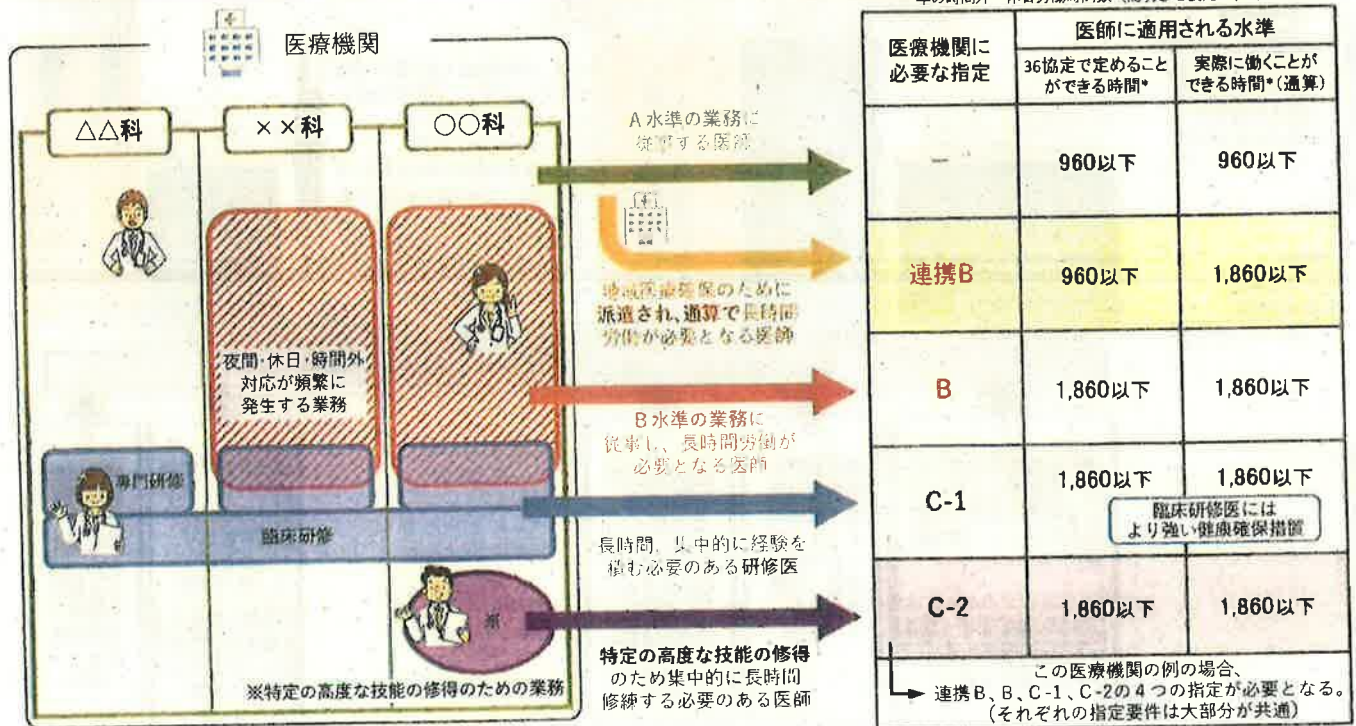 医療機関
△△科
××科
○○科
夜間・休日・時間外
対応が頻繁に
発生する業務
専門研修
臨床研修
※
※特定の高度な技能の修得のための業務
A水準の業務に
従事する医師
地域医療確保のために
派遣され、通算で長時間
労働が必要となる医師
B水準の業務に
従事し、長時間労働が
必要となる医師
長時間、集中的に経験を
積む必要のある研修医
特定の高度な技能の修得
のため集中的に長時間
修練する必要のある医師
医療機関に
必要な指定
医師に適用される水準
36協定で定めること
ができる時間*
実際に働くことが
できる時間*(通算)
―
960以下
960以下
連携B
960以下
1,860以下
B
1,860以下
1,860以下
C-1
1,860以下
1,860以下
臨床研修医には
より強い健康確保措置
C-2
1,860以下
1,860以下
この医療機関の例の場合、
連携B、B、C-1、C-2の4つの指定が必要となる。
(それぞれの指定要件は大部分が共通)